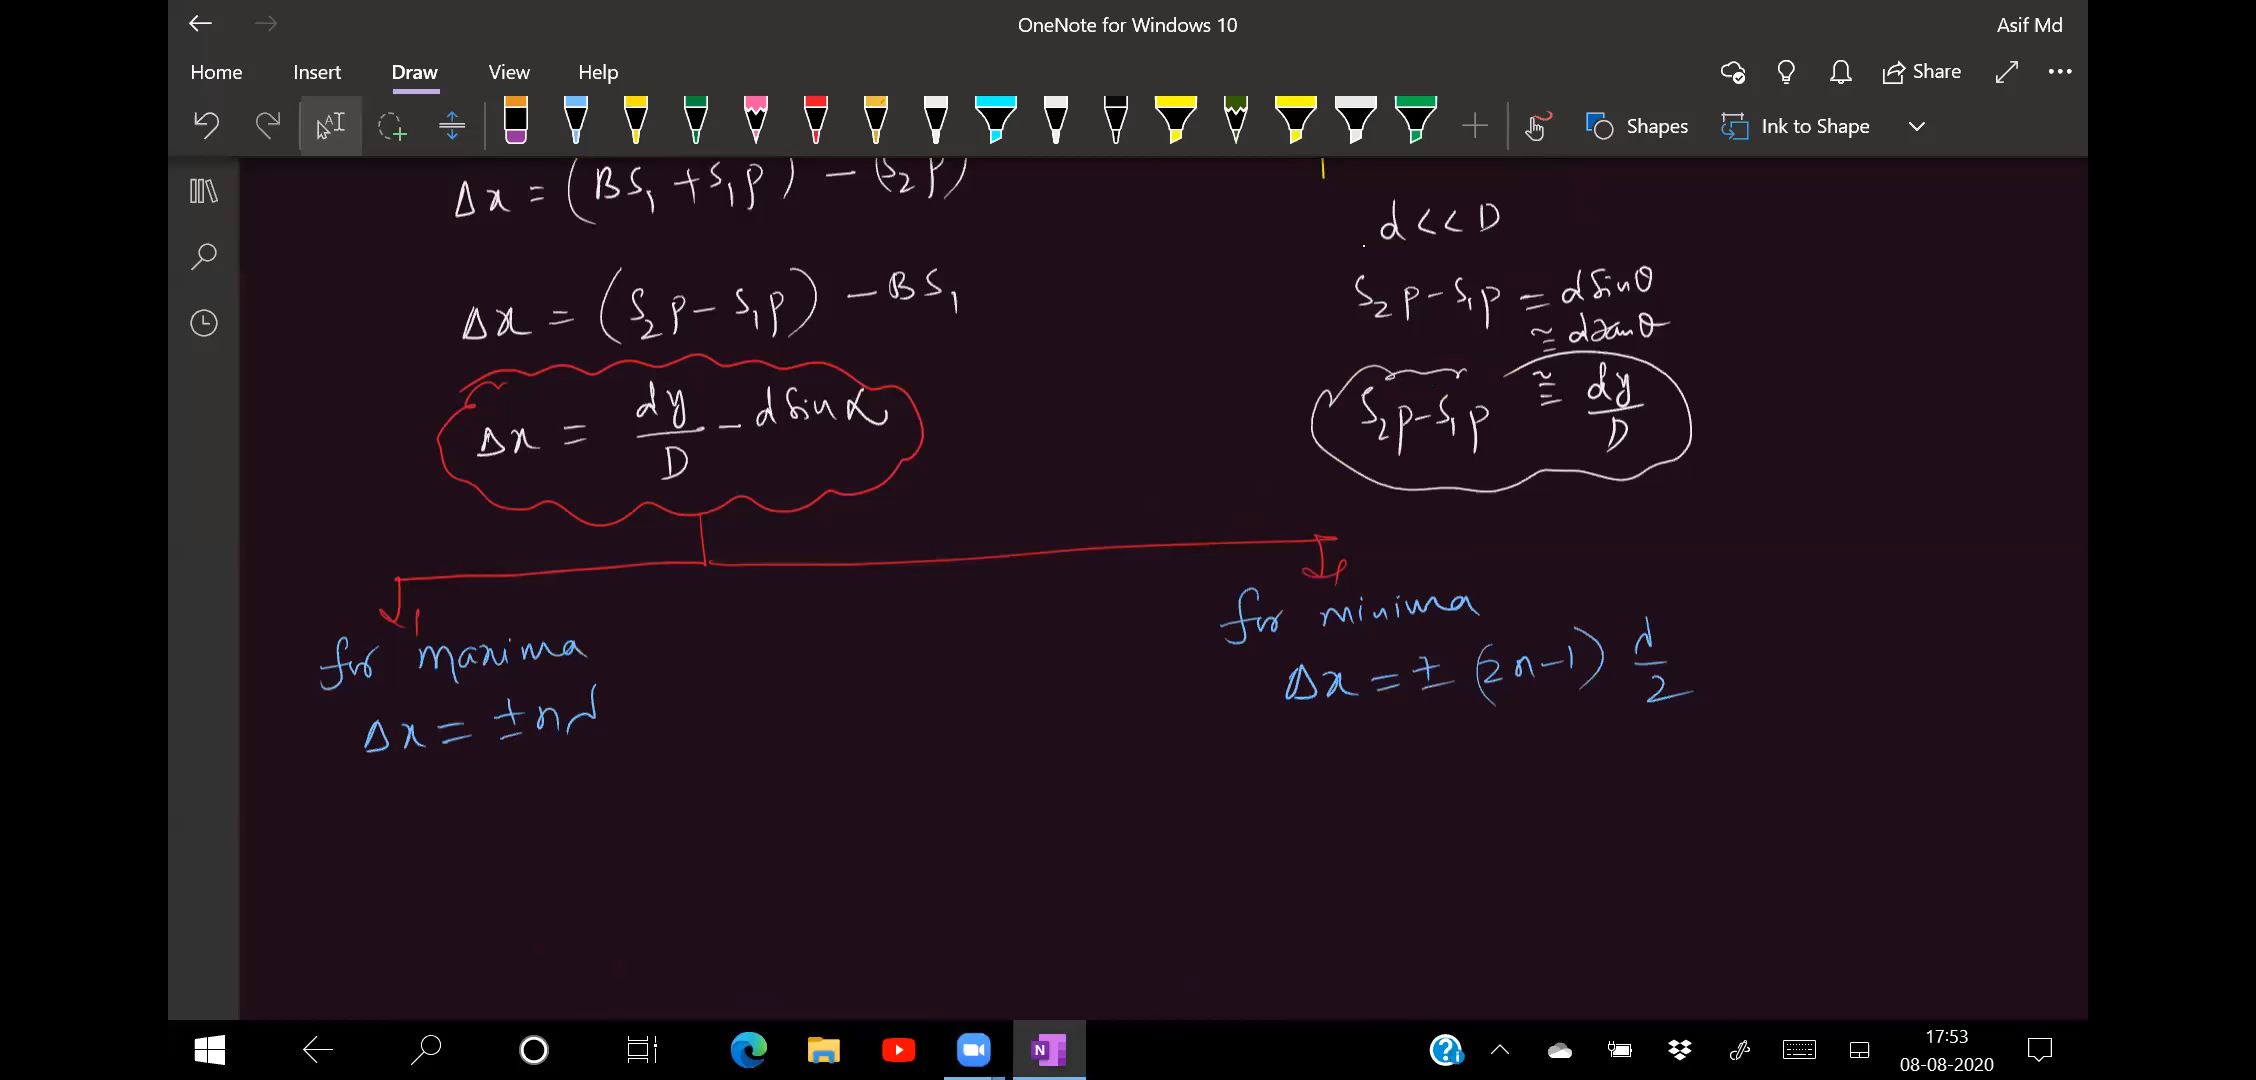 OneNote for Windows 10
Asif Md
Home Insert Draw View Help
Share
Shapes Ink to Shape
Δx = (BS₁ + S₁P) − (S₂P)
Δx = (S₂P − S₁P) − BS₁
Δx = dy/D − d sin α
d << D
S₂P − S₁P = d sin θ
≅ d tan θ
S₂P − S₁P ≅ dy/D
for maxima
Δx = ± nλ
for minima
Δx = ± (2n−1) λ/2
17:53
08-08-2020